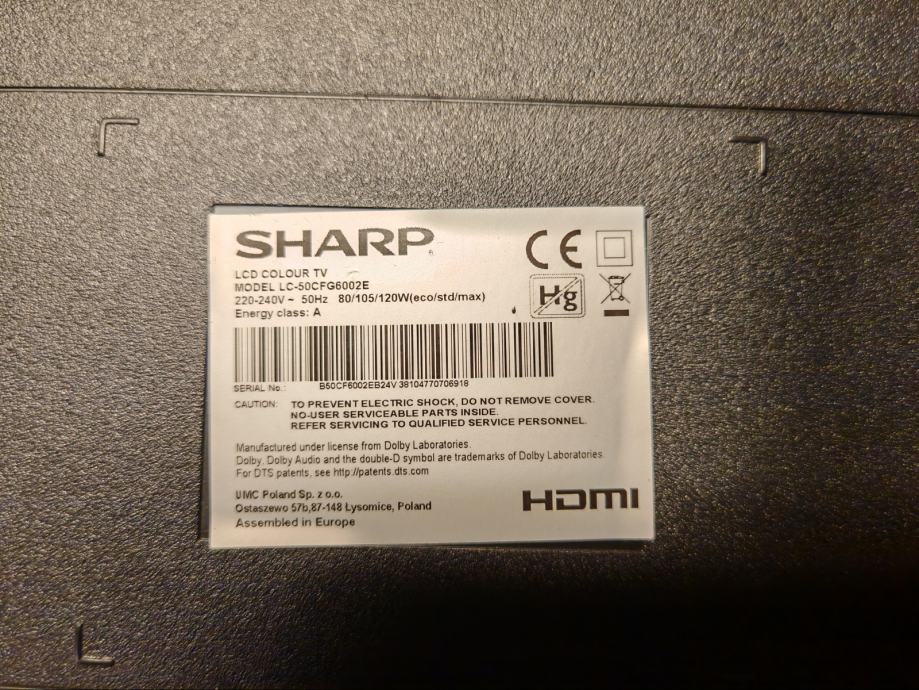 SHARP®
LCD COLOUR TV
MODEL LC-50CFG6002E
220-240V ~ 50Hz 80/105/120W(eco/std/max)
Energy class: A
CE
Hg
SERIAL No.: B50CF6002EB24V 38104770706918
CAUTION: TO PREVENT ELECTRIC SHOCK, DO NOT REMOVE COVER.
NO-USER SERVICEABLE PARTS INSIDE.
REFER SERVICING TO QUALIFIED SERVICE PERSONNEL.
Manufactured under license from Dolby Laboratories.
Dolby, Dolby Audio and the double-D symbol are trademarks of Dolby Laboratories.
For DTS patents, see http://patents.dts.com
UMC Poland Sp. z o.o.
Ostaszewo 57b,87-148 Łysomice, Poland
Assembled in Europe
HDMI